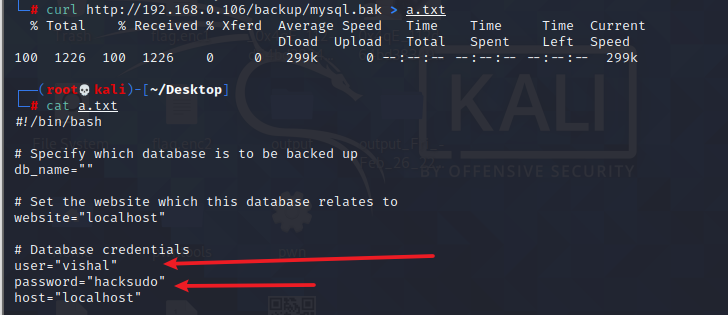 # curl http://192.168.0.106/backup/mysql.bak > a.txt
% Total % Received % Xferd Average Speed Time Time Time Current
Dload Upload Total Spent Left Speed
100 1226 100 1226 0 0 299k 0 --:--:-- --:--:-- --:--:-- 299k
(root💀kali)-[~/Desktop]
# cat a.txt
#!/bin/bash
# Specify which database is to be backed up
db_name=""
# Set the website which this database relates to
website="localhost"
# Database credentials
user="vishal"
password="hacksudo"
host="localhost"
KALI
BY OFFENSIVE SECURITY